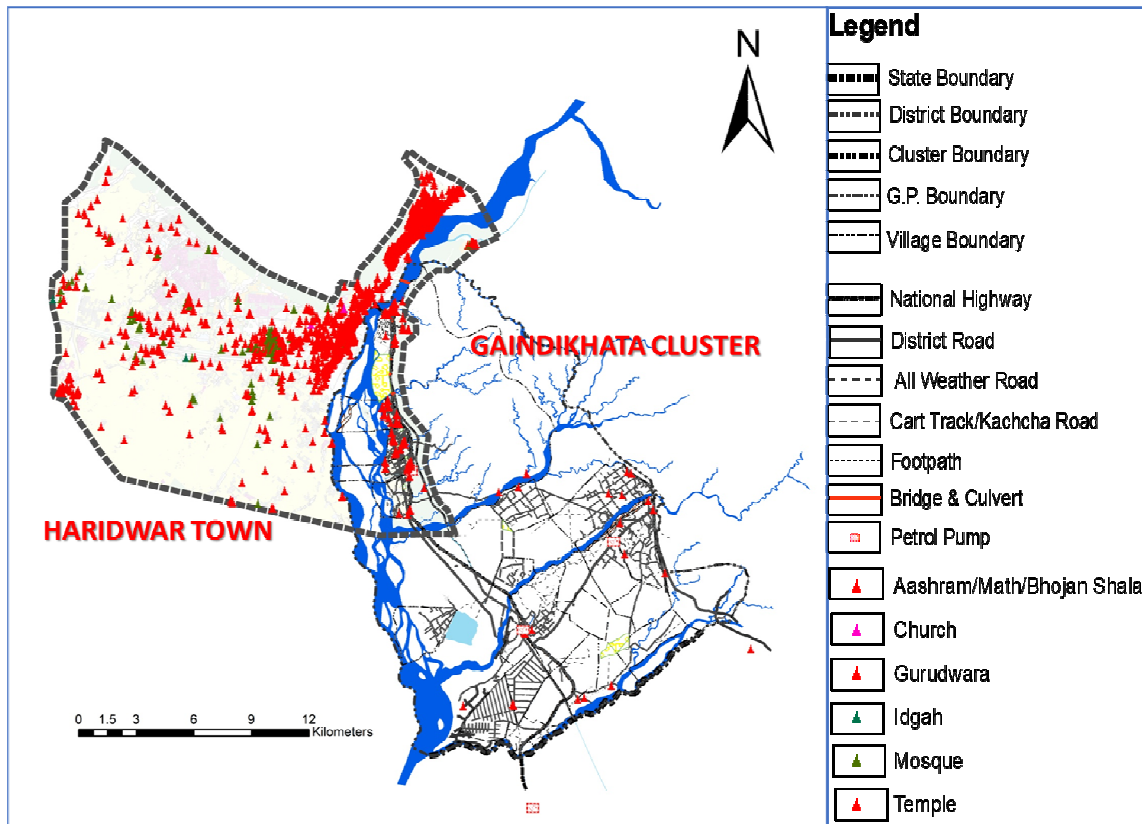 N
GAINDIKHATA CLUSTER
HARIDWAR TOWN
0 1.5 3 6 9 12
Kilometers
Legend
State Boundary
District Boundary
Cluster Boundary
G.P. Boundary
Village Boundary
National Highway
District Road
All Weather Road
Cart Track/Kachcha Road
Footpath
Bridge & Culvert
Petrol Pump
Aashram/Math/Bhojan Shala
Church
Gurudwara
Idgah
Mosque
Temple